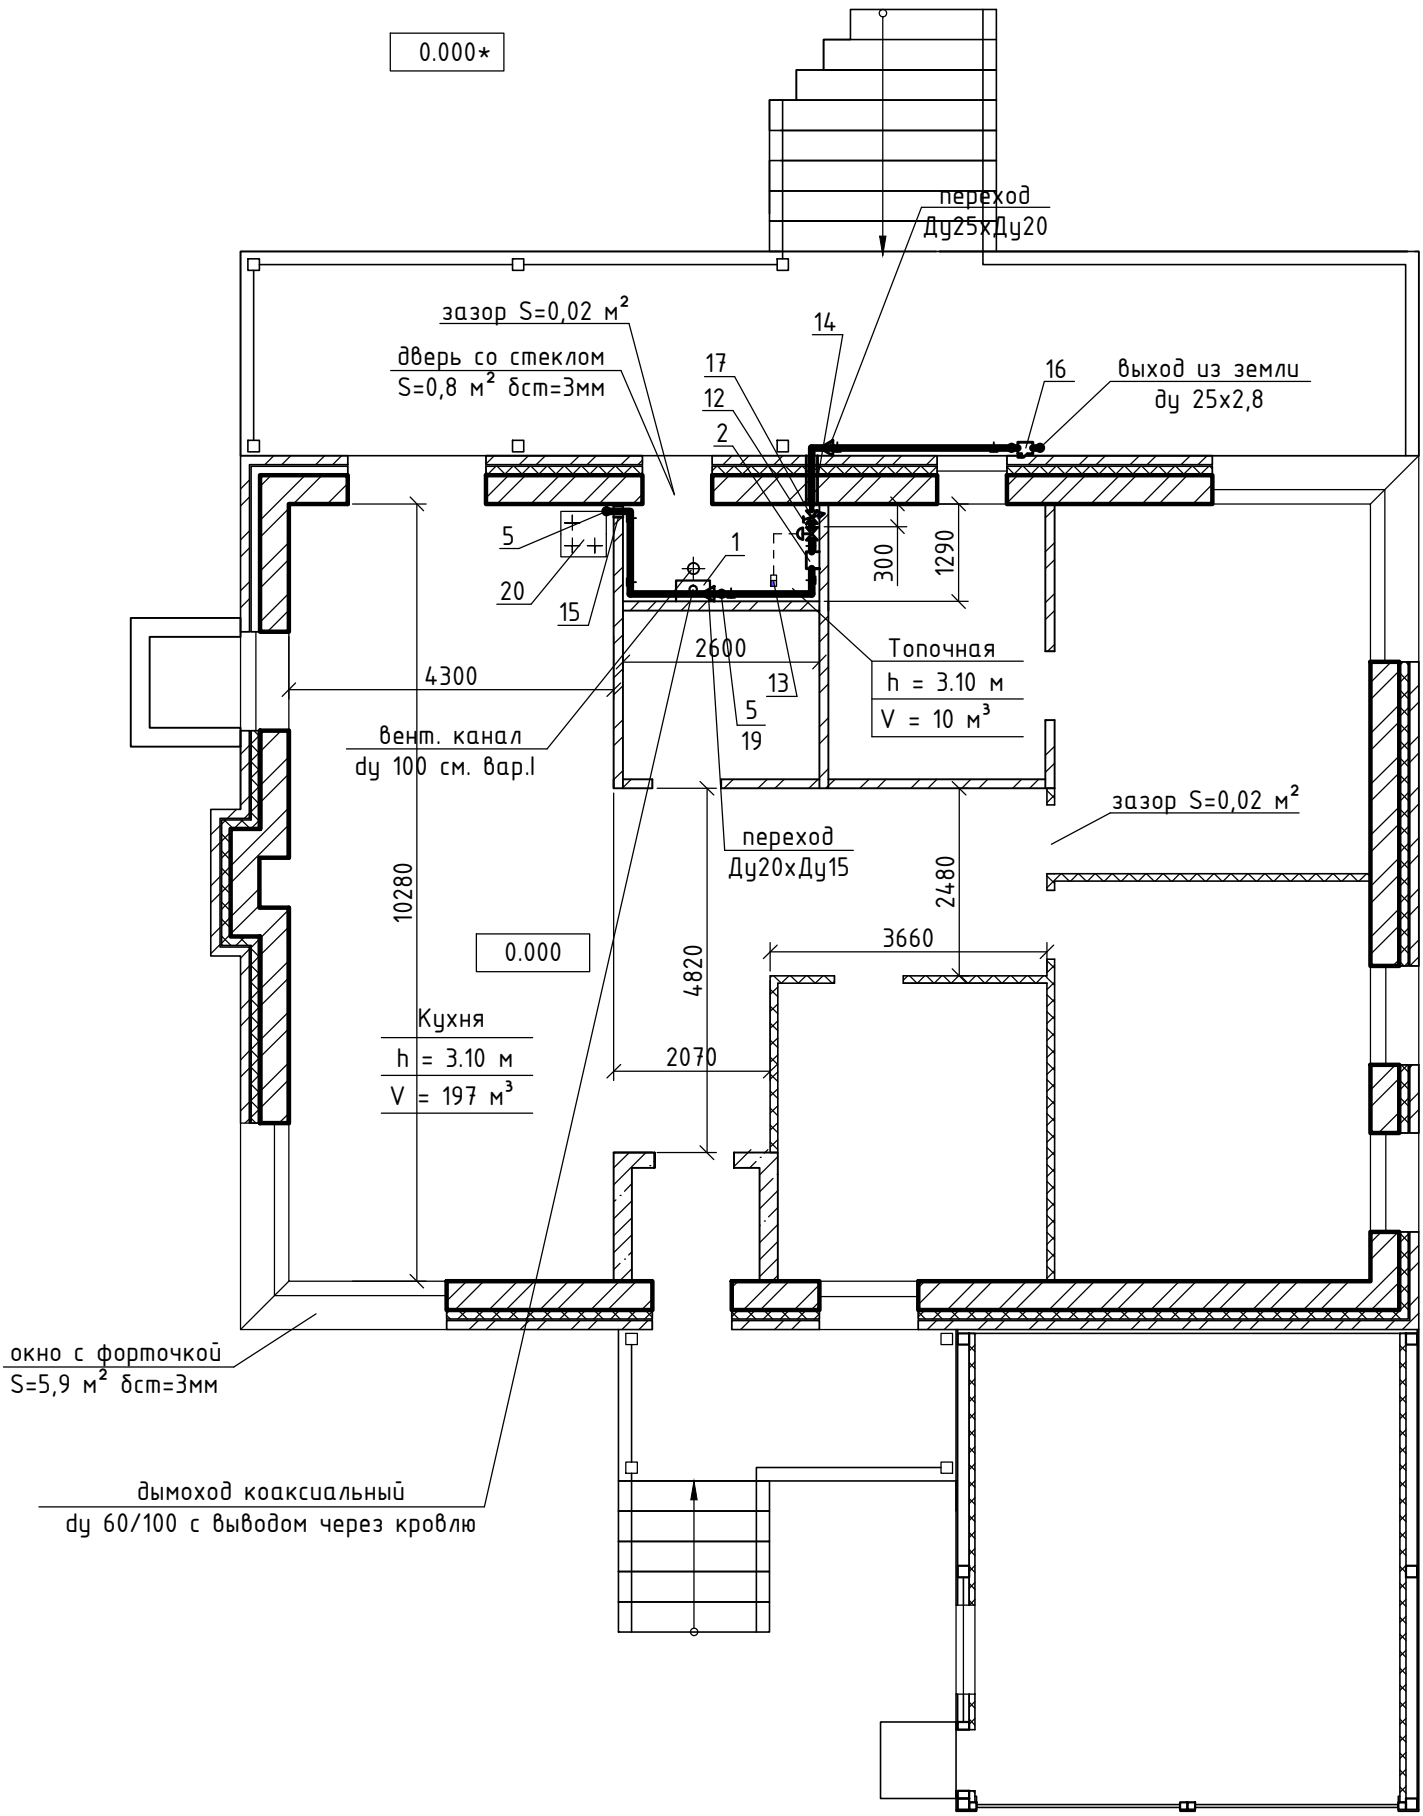 0.000*
переход
Ду25хДу20
зазор S=0,02 м²
дверь со стеклом
S=0,8 м² δст=3мм
14
17
12
2
16
выход из земли
ду 25х2,8
5
20
15
1
300
1290
2600
4300
13
5
19
Топочная
h = 3.10 м
V = 10 м³
вент. канал
dу 100 см. вар.I
зазор S=0,02 м²
переход
Ду20хДу15
10280
2480
3660
4820
0.000
Кухня
h = 3.10 м
V = 197 м³
2070
окно с форточкой
S=5,9 м² δст=3мм
дымоход коаксиальный
dу 60/100 с выводом через кровлю